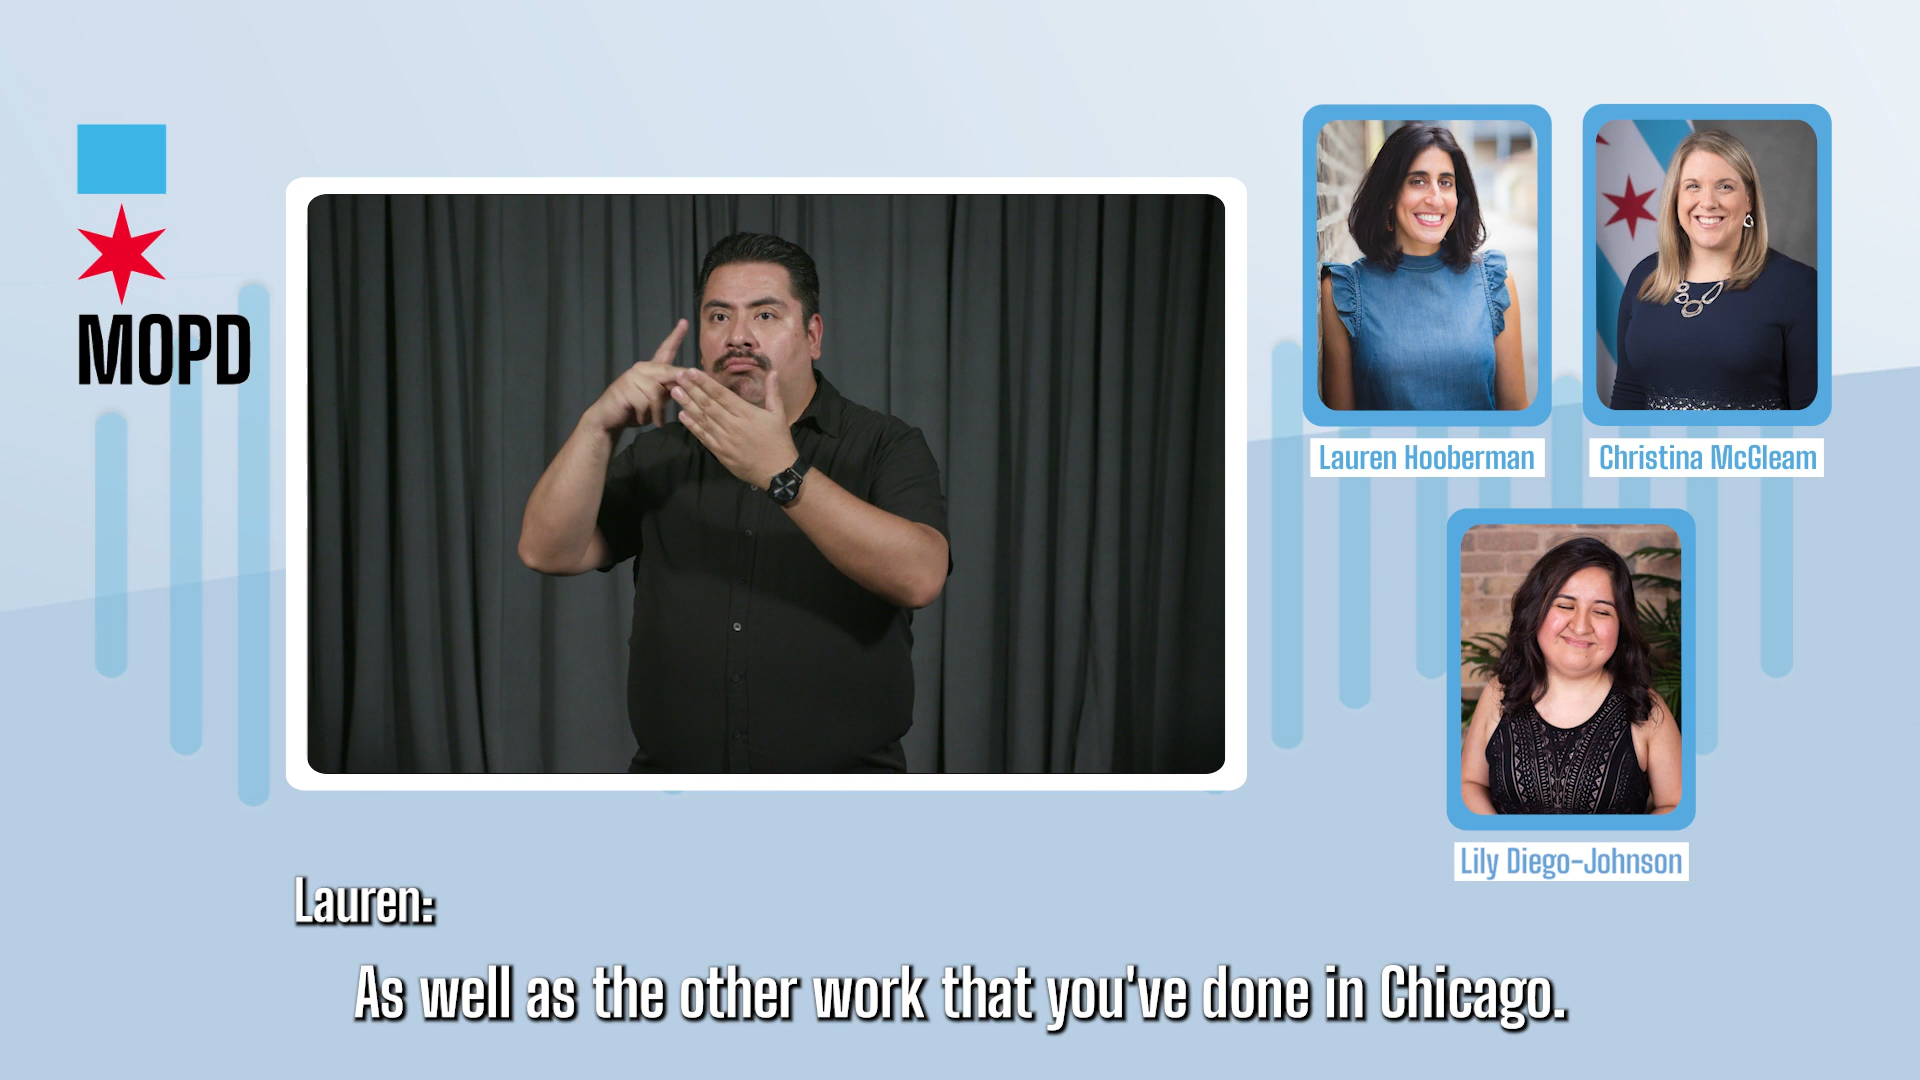 MOPD
Lauren Hooberman
Christina McGleam
Lily Diego-Johnson
Lauren:
As well as the other work that you've done in Chicago.